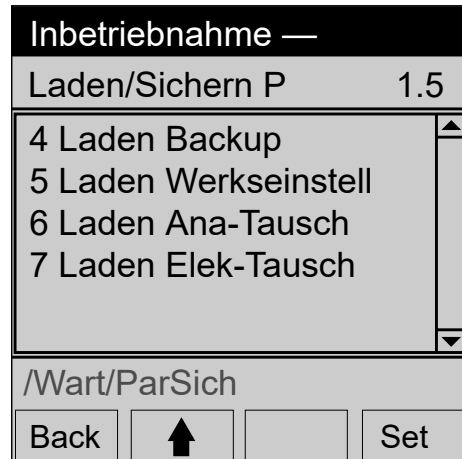 Inbetriebnahme —
Laden/Sichern P 1.5
4 Laden Backup
5 Laden Werkseinstell
6 Laden Ana-Tausch
7 Laden Elek-Tausch
/Wart/ParSich
Back Set